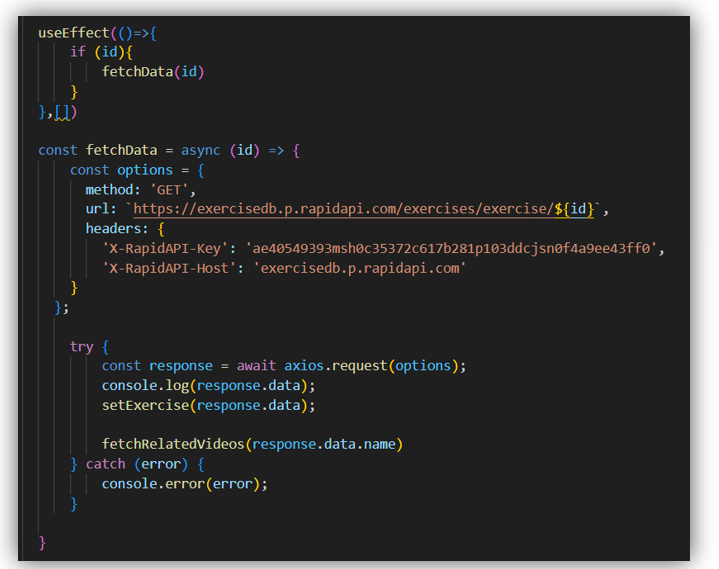 useEffect(()=>{
if (id){
fetchData(id)
}
},[])
const fetchData = async (id) => {
const options = {
method: 'GET',
url: `https://exercisedb.p.rapidapi.com/exercises/exercise/${id}`,
headers: {
'X-RapidAPI-Key': 'ae40549393msh0c35372c617b281p103ddcjsn0f4a9ee43ff0',
'X-RapidAPI-Host': 'exercisedb.p.rapidapi.com'
}
};
try {
const response = await axios.request(options);
console.log(response.data);
setExercise(response.data);
fetchRelatedVideos(response.data.name)
} catch (error) {
console.error(error);
}
}